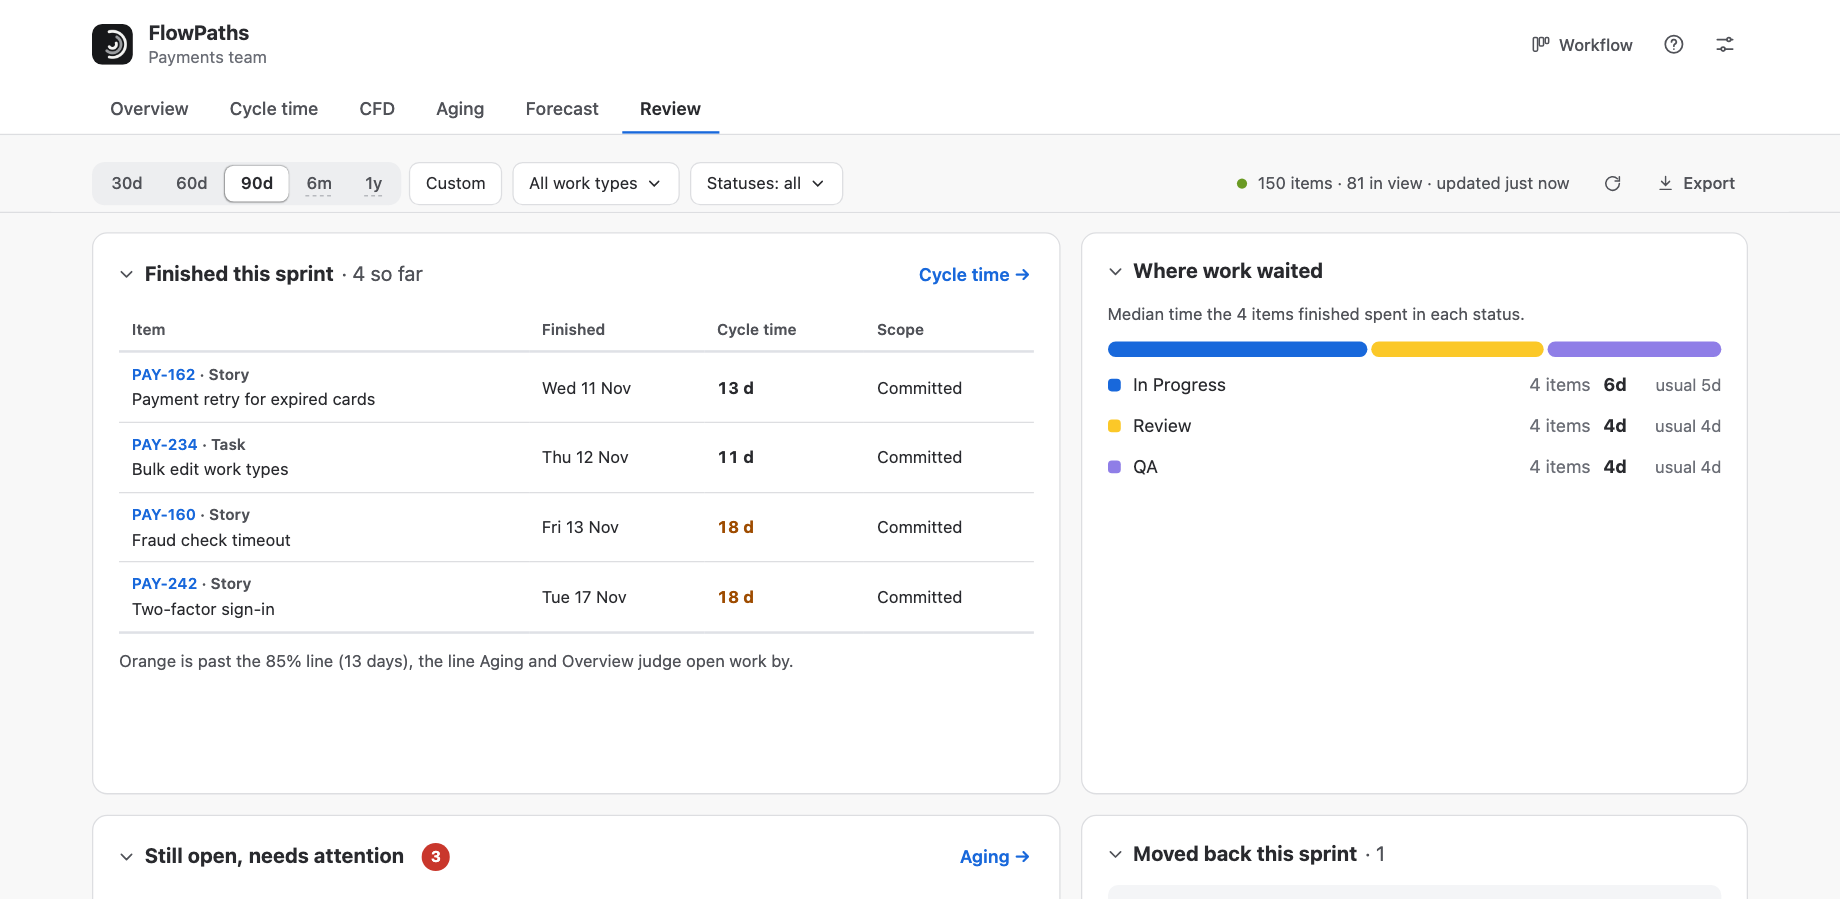 FlowPaths
Payments team
Workflow
Overview Cycle time CFD Aging Forecast Review
30d 60d 90d 6m 1y Custom All work types Statuses: all
150 items · 81 in view · updated just now Export
Finished this sprint · 4 so far Cycle time →
Item Finished Cycle time Scope
PAY-162 · Story
Payment retry for expired cards
Wed 11 Nov 13 d Committed
PAY-234 · Task
Bulk edit work types
Thu 12 Nov 11 d Committed
PAY-160 · Story
Fraud check timeout
Fri 13 Nov 18 d Committed
PAY-242 · Story
Two-factor sign-in
Tue 17 Nov 18 d Committed
Orange is past the 85% line (13 days), the line Aging and Overview judge open work by.
Where work waited
Median time the 4 items finished spent in each status.
In Progress 4 items 6d usual 5d
Review 4 items 4d usual 4d
QA 4 items 4d usual 4d
Still open, needs attention 3 Aging →
Moved back this sprint · 1